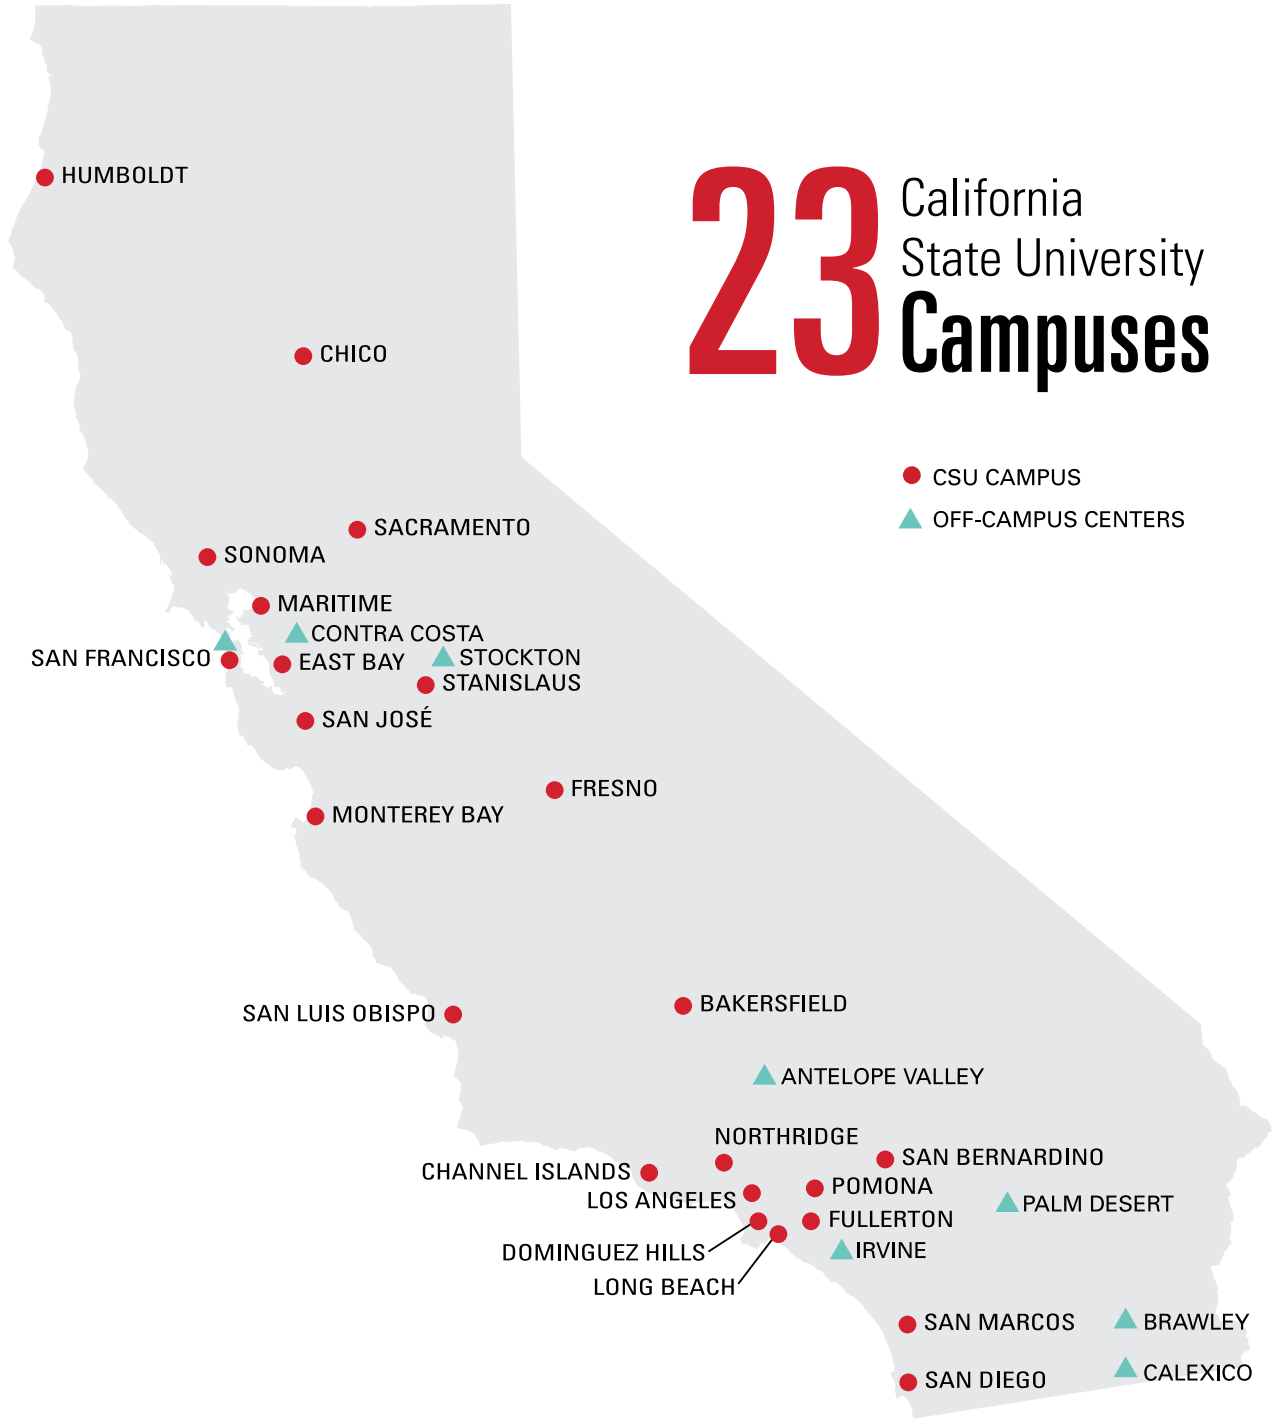 23
California
State University
Campuses
CSU CAMPUS
OFF-CAMPUS CENTERS
HUMBOLDT
CHICO
SACRAMENTO
SONOMA
MARITIME
CONTRA COSTA
SAN FRANCISCO
EAST BAY
STOCKTON
STANISLAUS
SAN JOSÉ
FRESNO
MONTEREY BAY
BAKERSFIELD
SAN LUIS OBISPO
ANTELOPE VALLEY
NORTHRIDGE
SAN BERNARDINO
CHANNEL ISLANDS
POMONA
LOS ANGELES
PALM DESERT
FULLERTON
DOMINGUEZ HILLS
IRVINE
LONG BEACH
SAN MARCOS
BRAWLEY
SAN DIEGO
CALEXICO